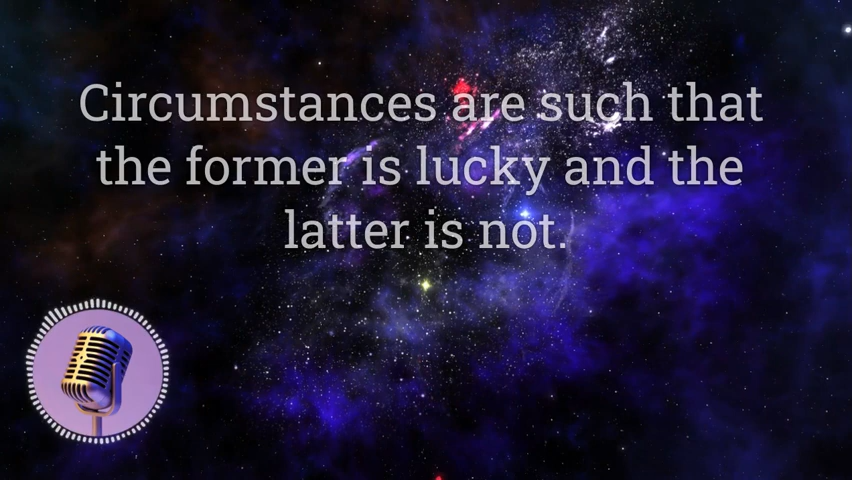 Circumstances are such that
the former is lucky and the
latter is not.